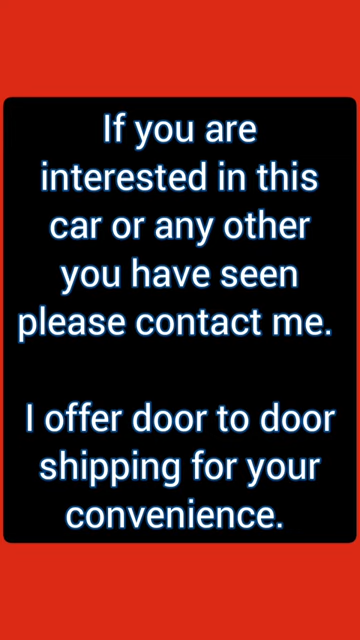 If you are
interested in this
car or any other
you have seen
please contact me.
I offer door to door
shipping for your
convenience.